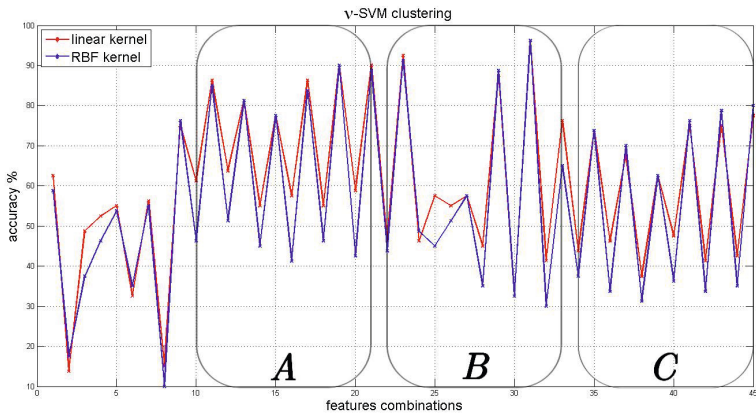 ν-SVM clustering
linear kernel
RBF kernel
accuracy %
100
90
80
70
60
50
40
30
20
10
0
5
10
15
20
25
30
35
40
45
A
B
C
features combinations